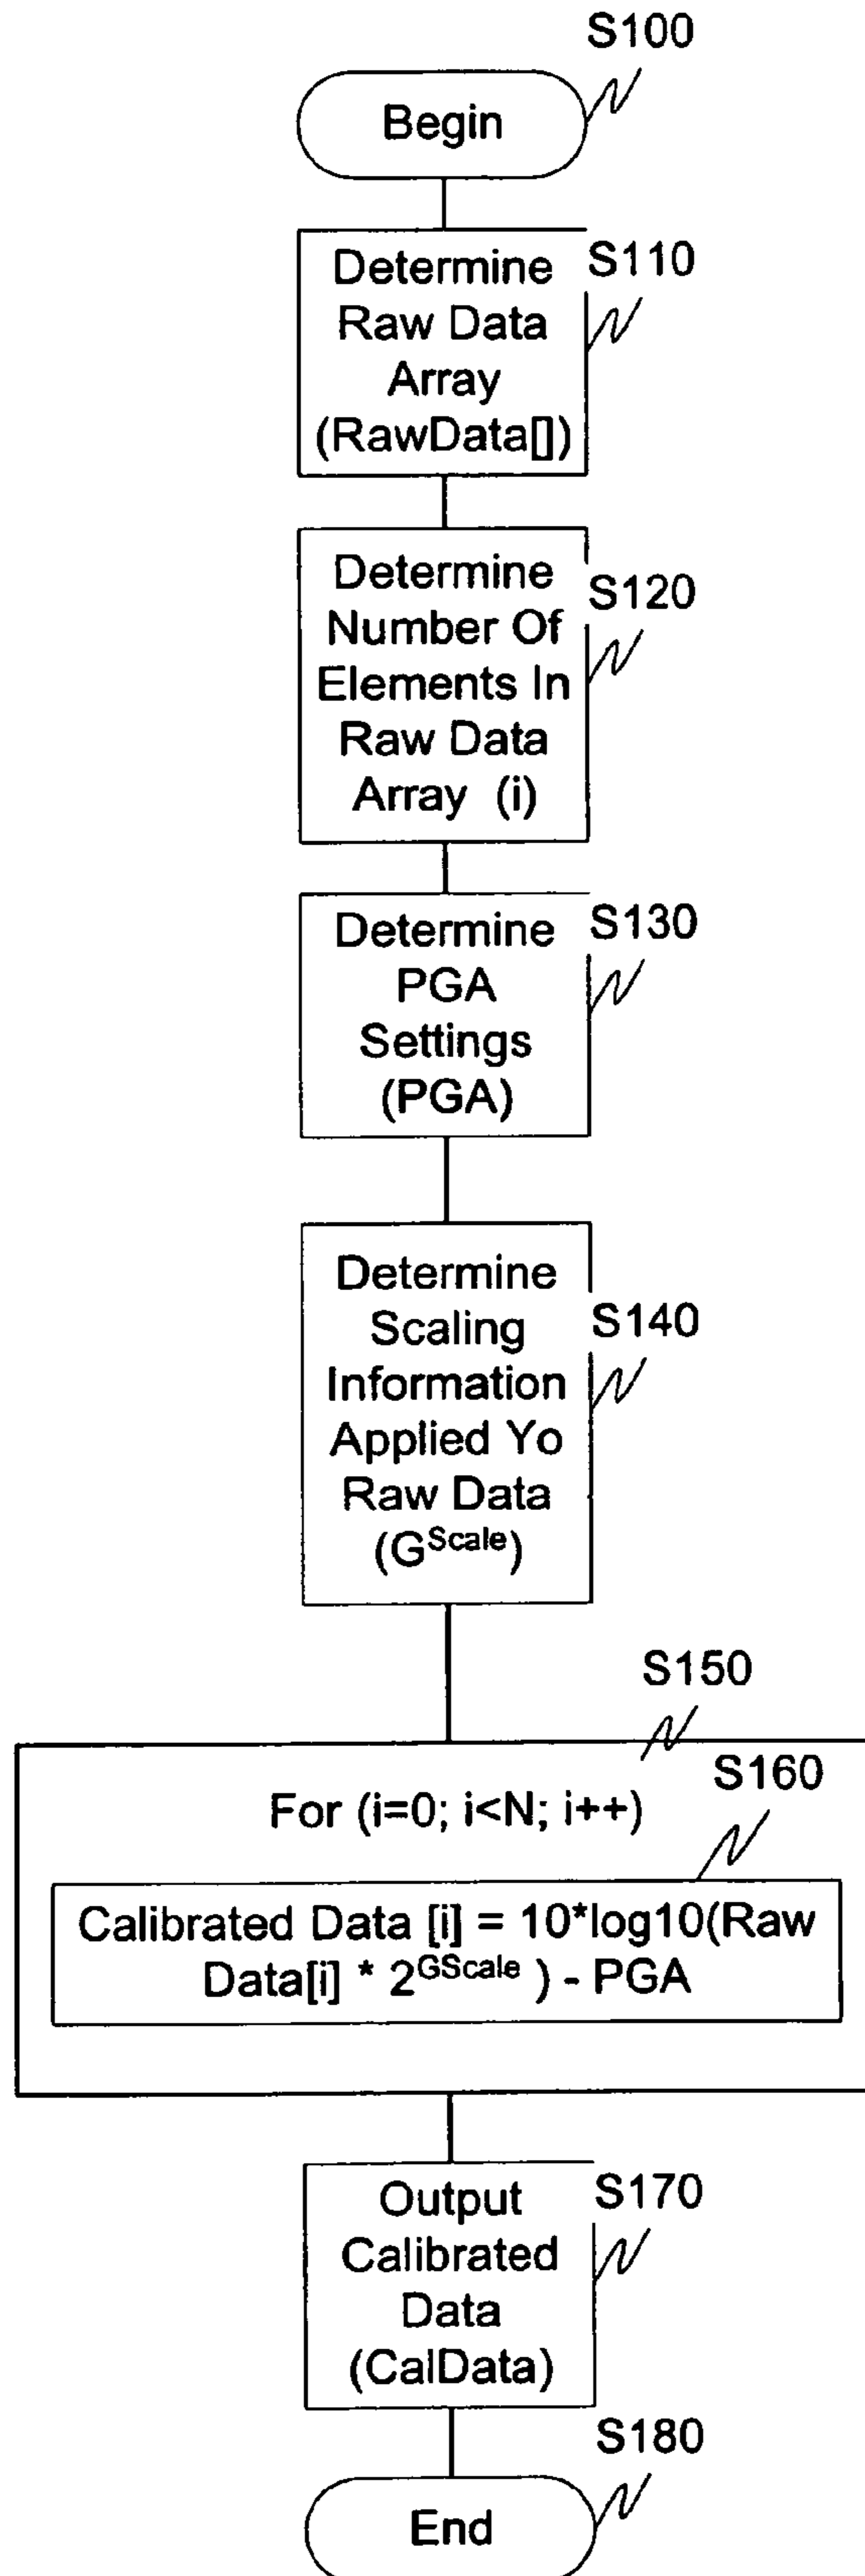 S100
Begin
S110
Determine
Raw Data
Array
(RawData[])
S120
Determine
Number Of
Elements In
Raw Data
Array (i)
S130
Determine
PGA
Settings
(PGA)
S140
Determine
Scaling
Information
Applied Yo
Raw Data
(G^Scale)
S150
For (i=0; i<N; i++)
S160
Calibrated Data [i] = 10*log10(Raw
Data[i] * 2^GScale ) - PGA
S170
Output
Calibrated
Data
(CalData)
S180
End